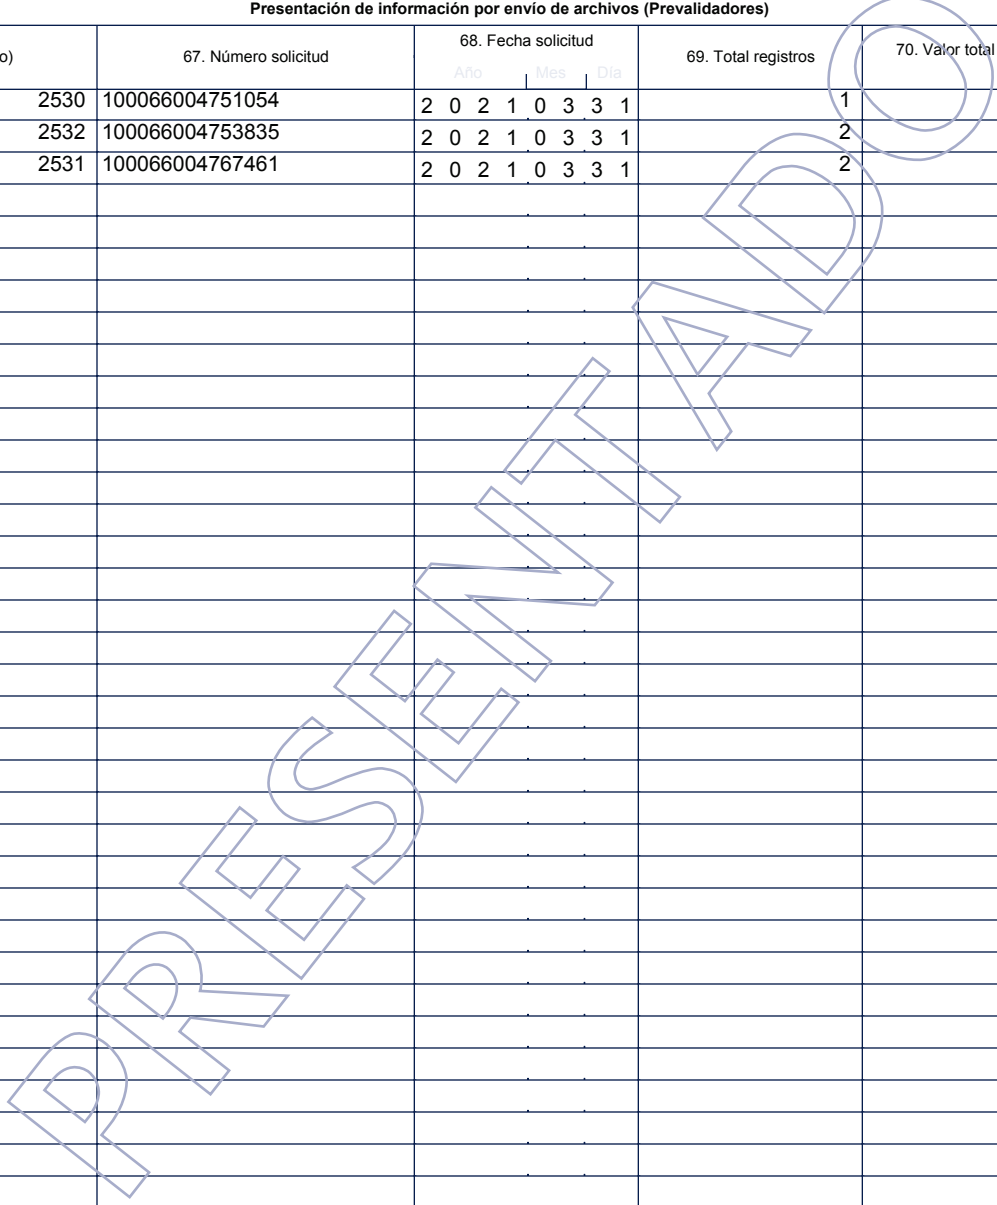 Presentación de información por envío de archivos (Prevalidadores)
o) 67. Número solicitud 68. Fecha solicitud 69. Total registros 70. Valor total
Año Mes Día
2530 100066004751054 2 0 2 1 0 3 3 1 1
2532 100066004753835 2 0 2 1 0 3 3 1 2
2531 100066004767461 2 0 2 1 0 3 3 1 2
PRESENTADO